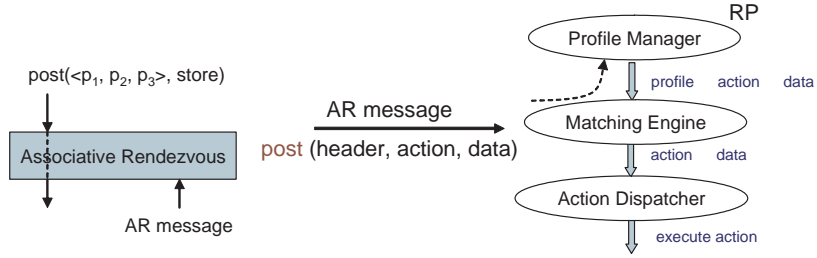 post(<p1, p2, p3>, store)
Associative Rendezvous
AR message
AR message
post (header, action, data)
RP
Profile Manager
profile action data
Matching Engine
action data
Action Dispatcher
execute action